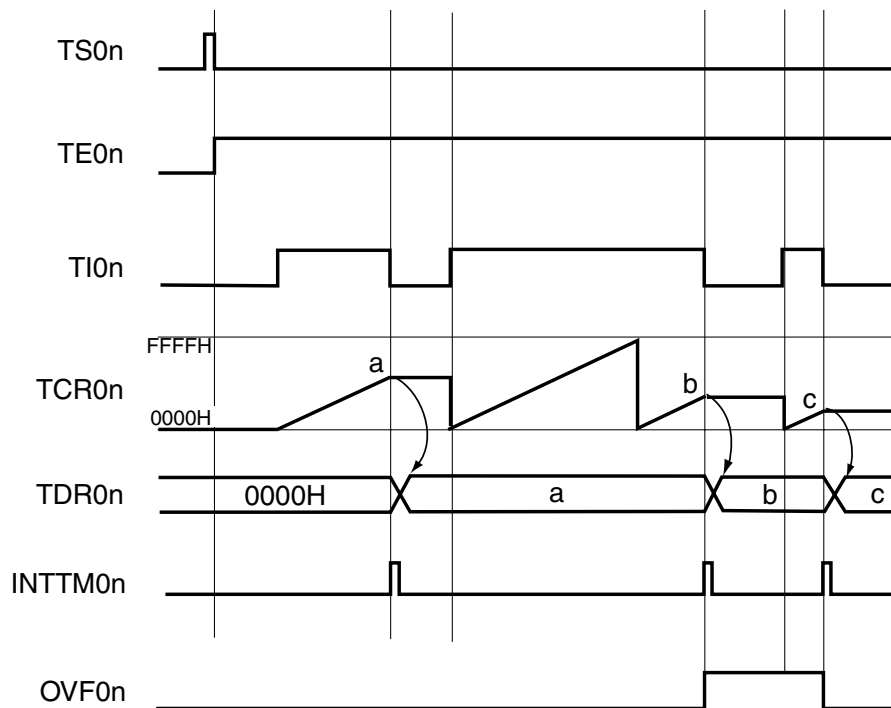 TS0n
TE0n
TI0n
FFFFH
a
TCR0n
b
c
0000H
TDR0n
0000H
a
b
c
INTTM0n
OVF0n